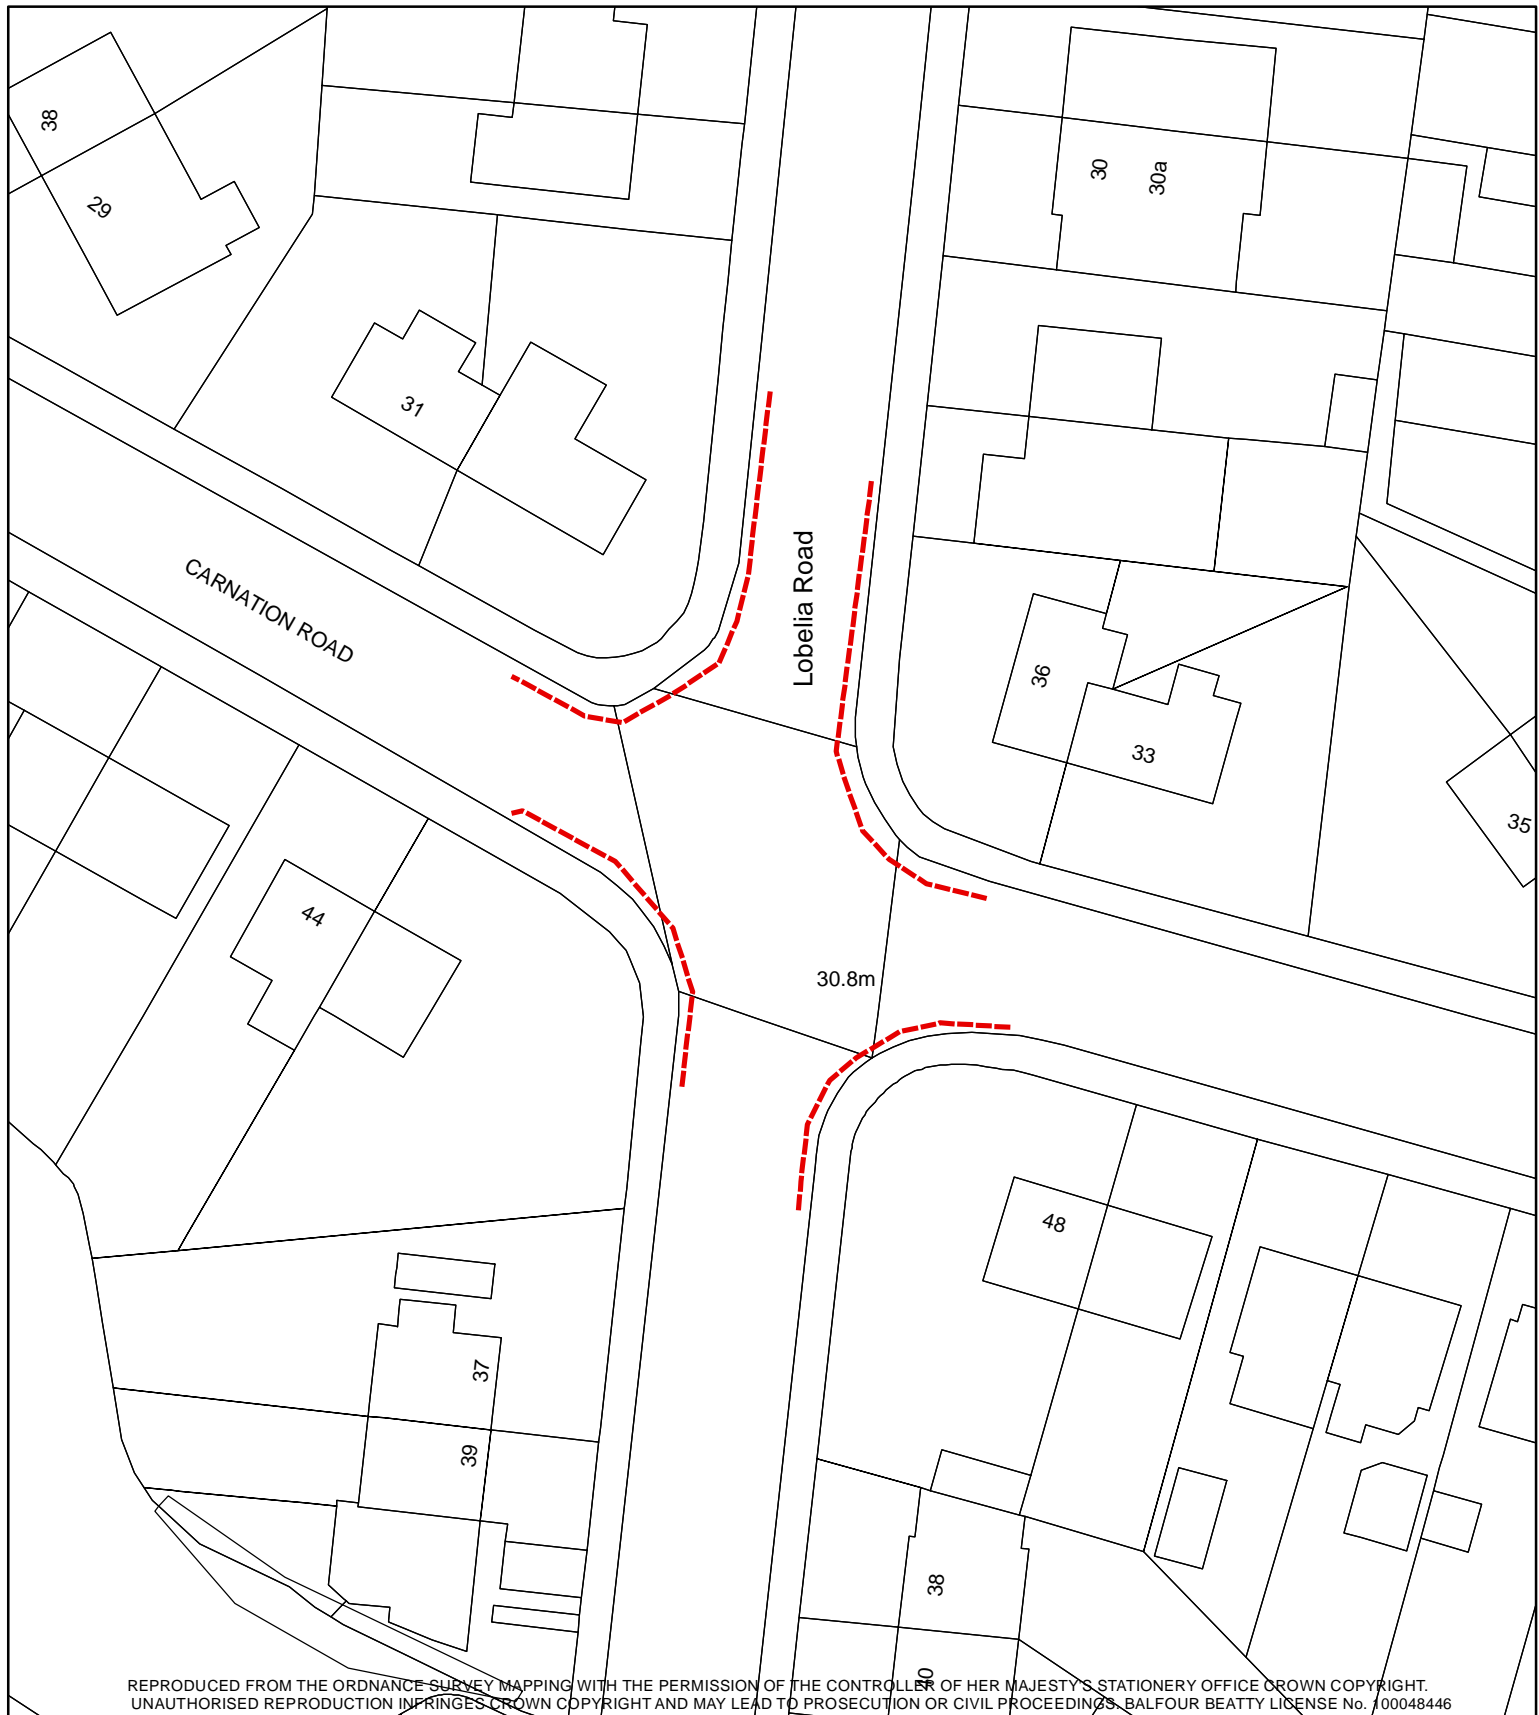 38
29
30
30a
31
CARNATION ROAD
Lobelia Road
36
33
35
44
30.8m
48
37
39
38
40
REPRODUCED FROM THE ORDNANCE SURVEY MAPPING WITH THE PERMISSION OF THE CONTROLLER OF HER MAJESTY'S STATIONERY OFFICE CROWN COPYRIGHT.
UNAUTHORISED REPRODUCTION INFRINGES CROWN COPYRIGHT AND MAY LEAD TO PROSECUTION OR CIVIL PROCEEDINGS. BALFOUR BEATTY LICENSE No. 100048446